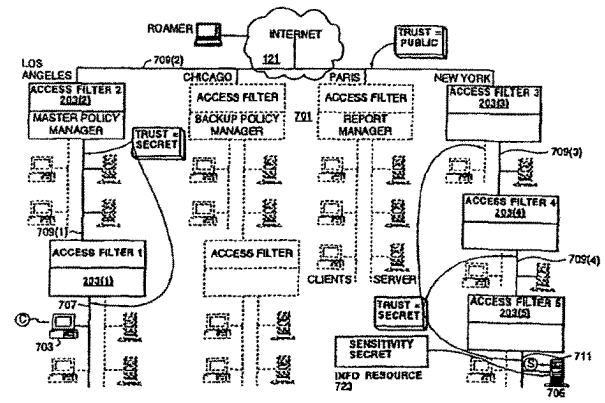 ROAMER
INTERNET
121
TRUST =
PUBLIC
709(2)
LOS
ANGELES
CHICAGO
PARIS
NEW YORK
ACCESS FILTER 2
203(2)
MASTER POLICY
MANAGER
ACCESS FILTER
BACKUP POLICY
MANAGER
701
ACCESS FILTER
REPORT
MANAGER
ACCESS FILTER 3
203(3)
TRUST =
SECRET
709(3)
709(1)
ACCESS FILTER 4
203(4)
ACCESS FILTER 1
203(1)
ACCESS FILTER
709(4)
CLIENTS
SERVER
707
TRUST =
SECRET
ACCESS FILTER 5
203(5)
C
703
SENSITIVITY
SECRET
711
S
INFO RESOURCE
723
705